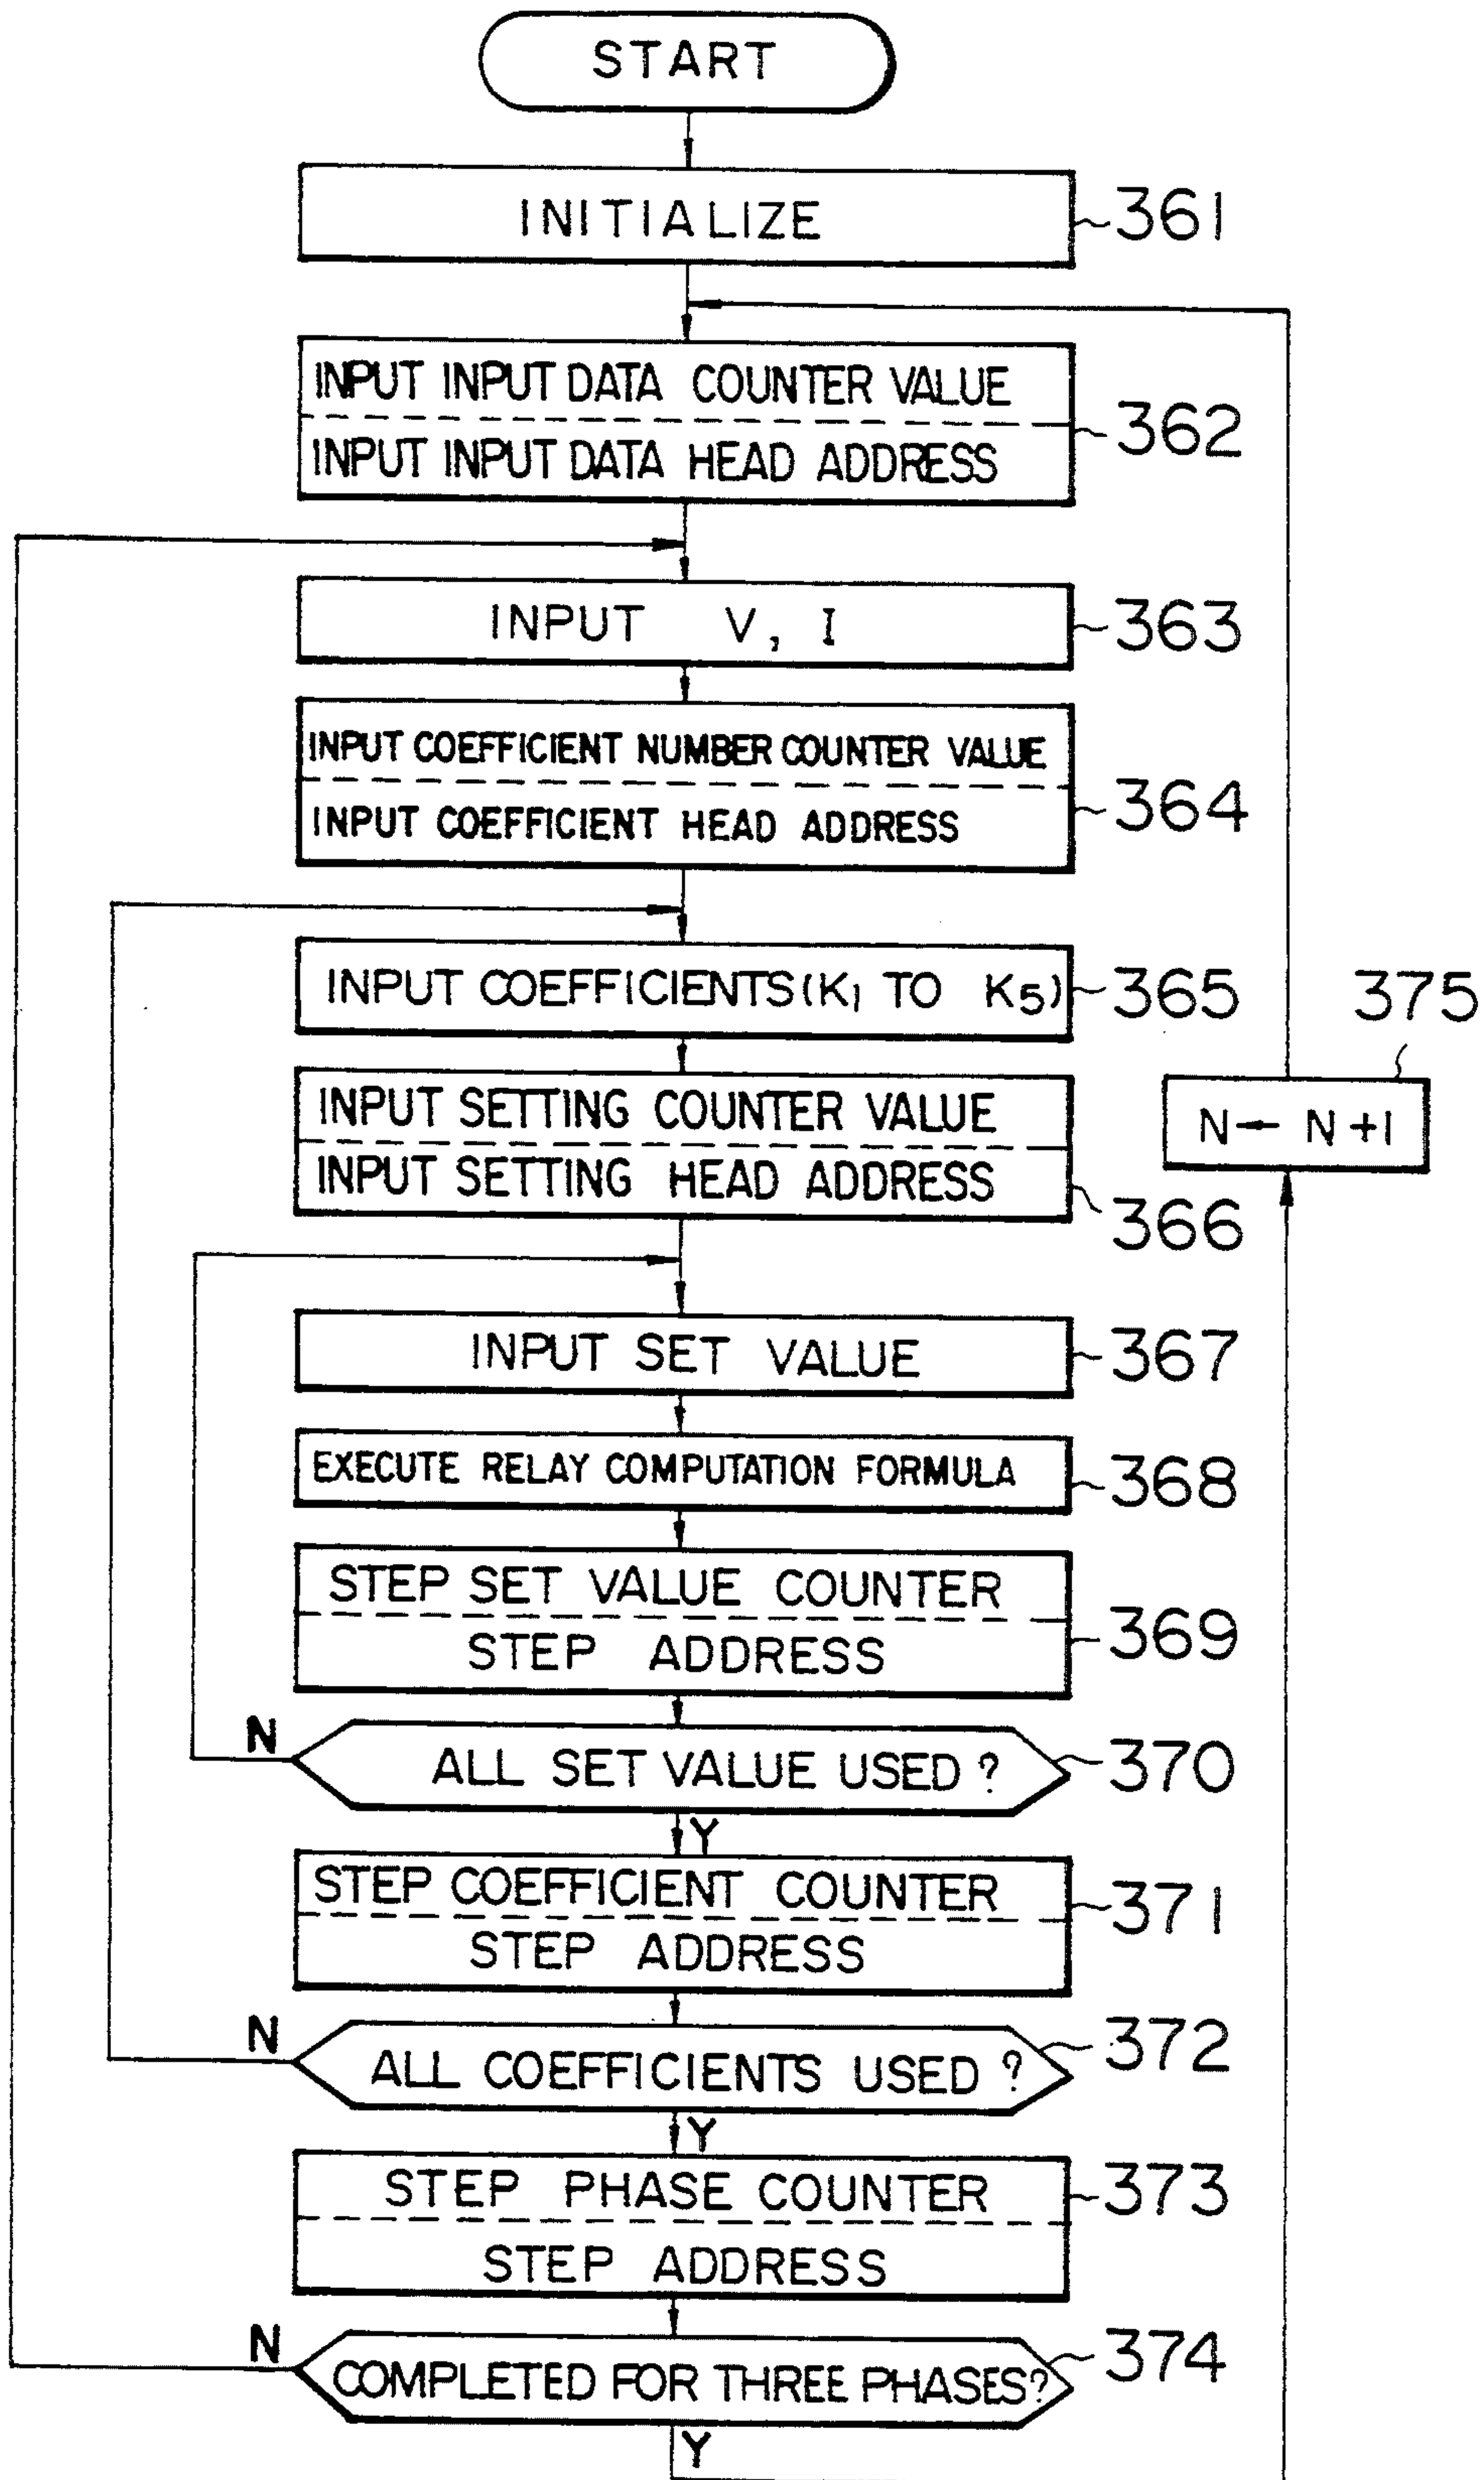 START
INITIALIZE
361
INPUT INPUT DATA COUNTER VALUE
INPUT INPUT DATA HEAD ADDRESS
362
INPUT V, I
363
INPUT COEFFICIENT NUMBER COUNTER VALUE
INPUT COEFFICIENT HEAD ADDRESS
364
INPUT COEFFICIENTS (K1 TO K5)
365
375
INPUT SETTING COUNTER VALUE
INPUT SETTING HEAD ADDRESS
366
N ← N +1
INPUT SET VALUE
367
EXECUTE RELAY COMPUTATION FORMULA
368
STEP SET VALUE COUNTER
STEP ADDRESS
369
N
ALL SET VALUE USED ?
370
Y
STEP COEFFICIENT COUNTER
STEP ADDRESS
371
N
ALL COEFFICIENTS USED ?
372
Y
STEP PHASE COUNTER
STEP ADDRESS
373
N
COMPLETED FOR THREE PHASES?
374
Y